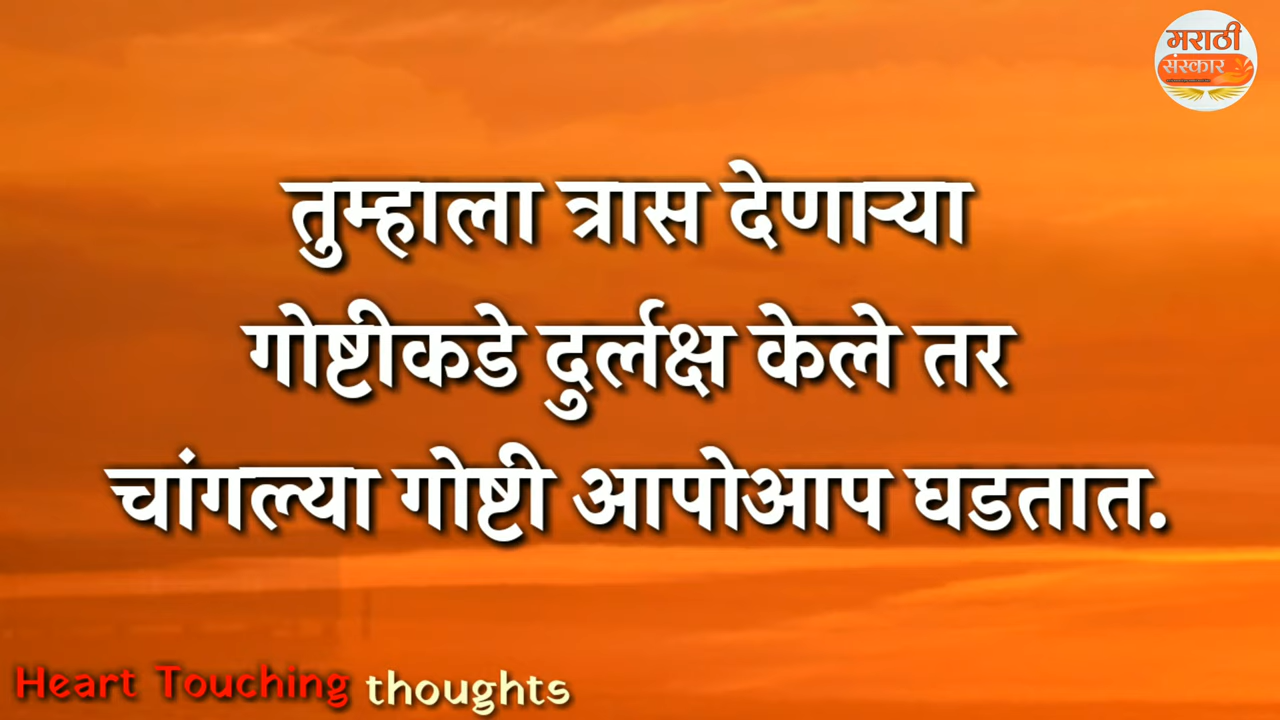 मराठी
संस्कार
तुम्हाला त्रास देणाऱ्या
गोष्टीकडे दुर्लक्ष केले तर
चांगल्या गोष्टी आपोआप घडतात.
Heart Touching thoughts